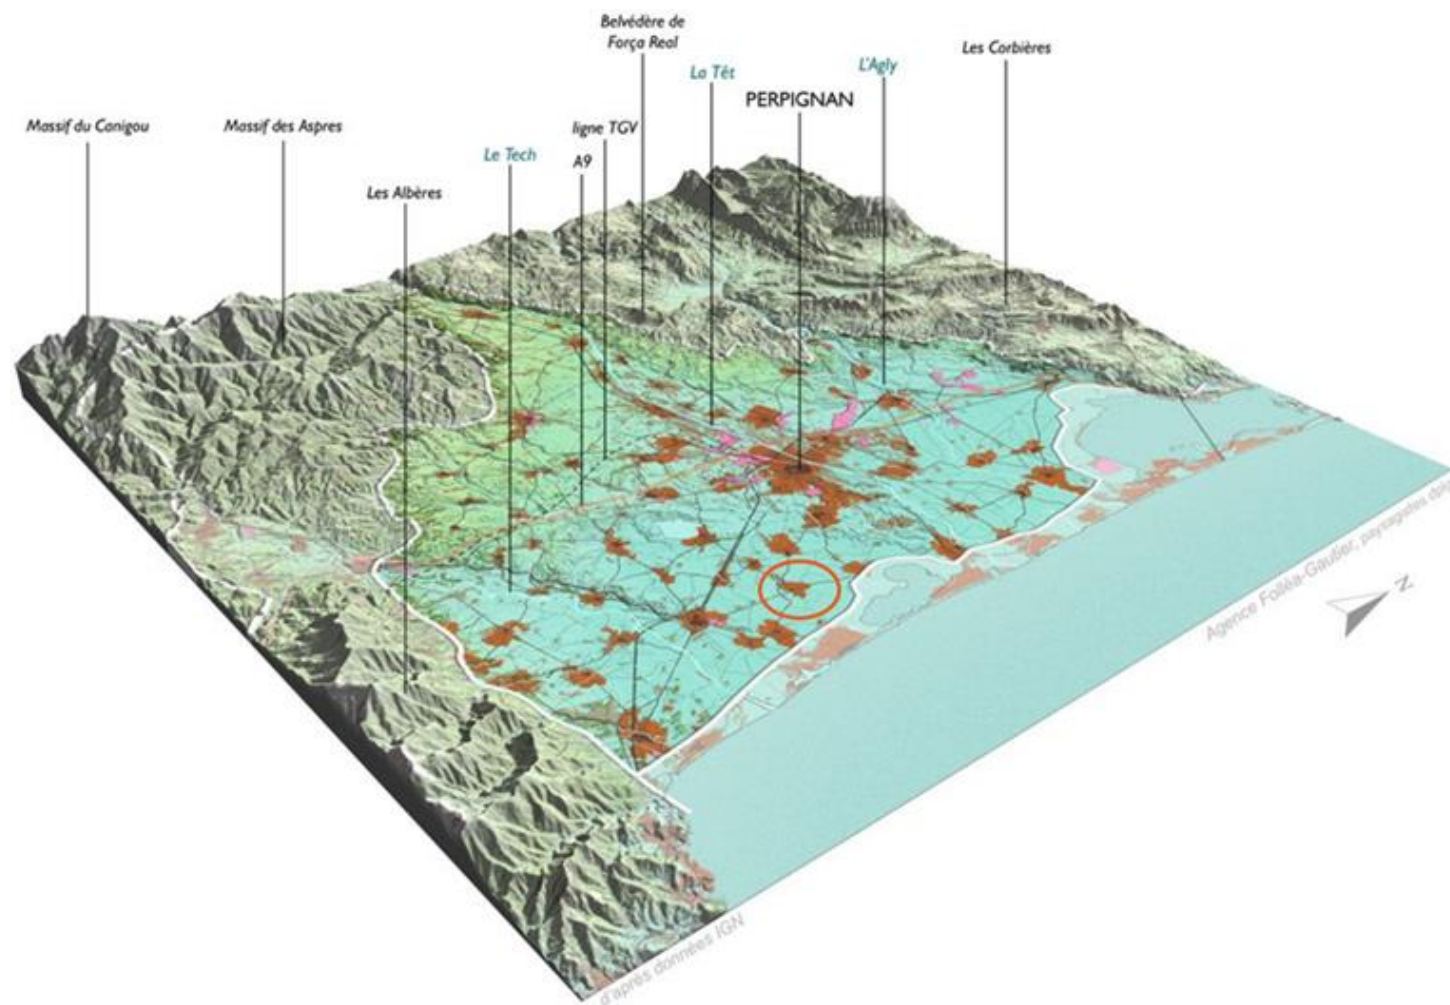 Belvédère de
Força Real
Les Corbières
L'Agly
La Têt
PERPIGNAN
Massif du Canigou
Massif des Aspres
ligne TGV
Le Tech
A9
Les Albères
N
Agence Folléa-Gautier, paysagistes dplg
d'après données IGN